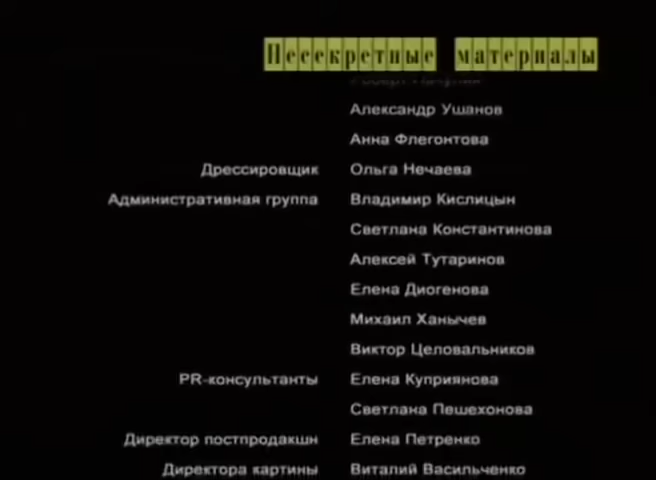 Песекретные материалы
Александр Ушанов
Анна Флегонтова
Дрессировщик Ольга Нечаева
Административная группа Владимир Кислицын
Светлана Константинова
Алексей Тутаринов
Елена Диогенова
Михаил Ханычев
Виктор Целовальников
PR-консультанты Елена Куприянова
Светлана Пешехонова
Директор постпродакшн Елена Петренко
Директора картины Виталий Васильченко